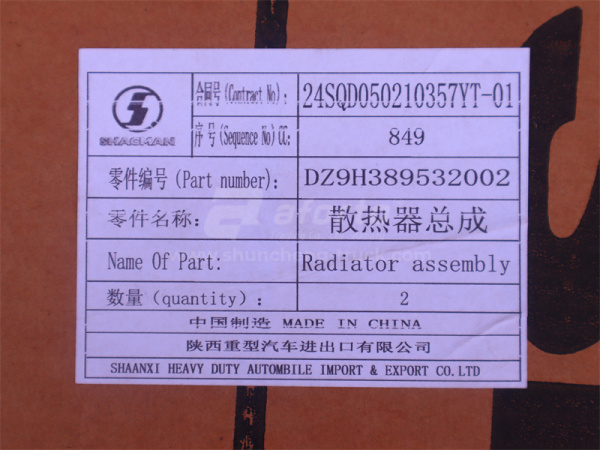 SHACMAN
合同号(Contract No): 24SQD050210357YT-01
序号(Sequence No)CC: 849
零件编号(Part number): DZ9H389532002
零件名称: 散热器总成
Name Of Part: Radiator assembly
数量(quantity): 2
中国制造 MADE IN CHINA
陕西重型汽车进出口有限公司
SHAANXI HEAVY DUTY AUTOMBILE IMPORT & EXPORT CO.LTD